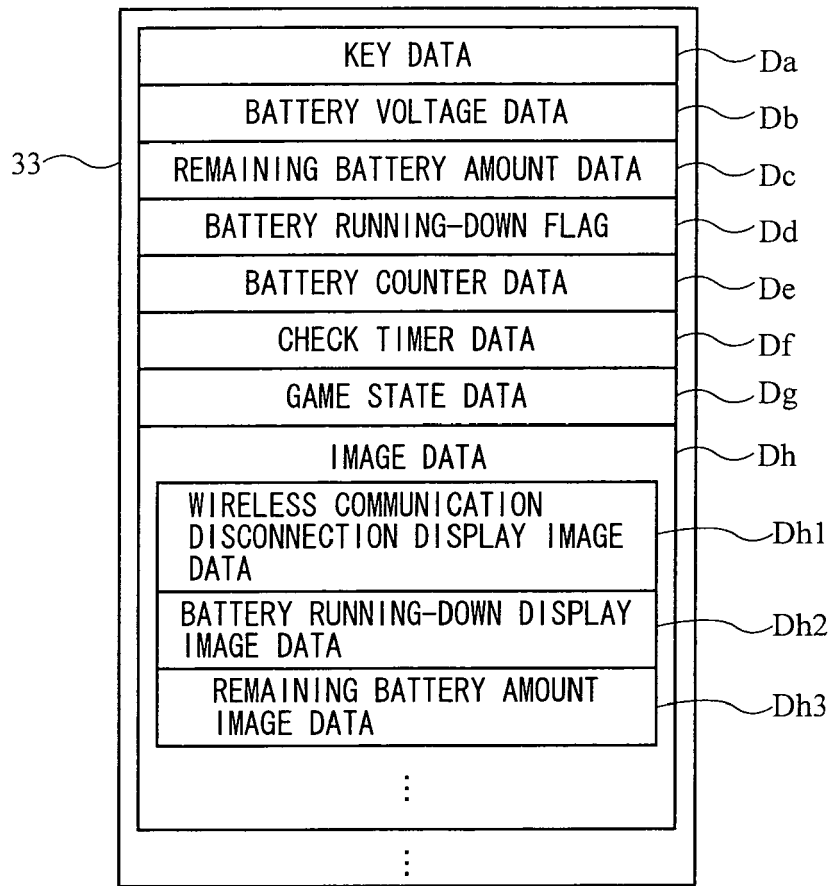 KEY DATA Da
BATTERY VOLTAGE DATA Db
33 REMAINING BATTERY AMOUNT DATA Dc
BATTERY RUNNING-DOWN FLAG Dd
BATTERY COUNTER DATA De
CHECK TIMER DATA Df
GAME STATE DATA Dg
IMAGE DATA Dh
WIRELESS COMMUNICATION
DISCONNECTION DISPLAY IMAGE Dh1
DATA
BATTERY RUNNING-DOWN DISPLAY Dh2
IMAGE DATA
REMAINING BATTERY AMOUNT Dh3
IMAGE DATA
⋮
⋮